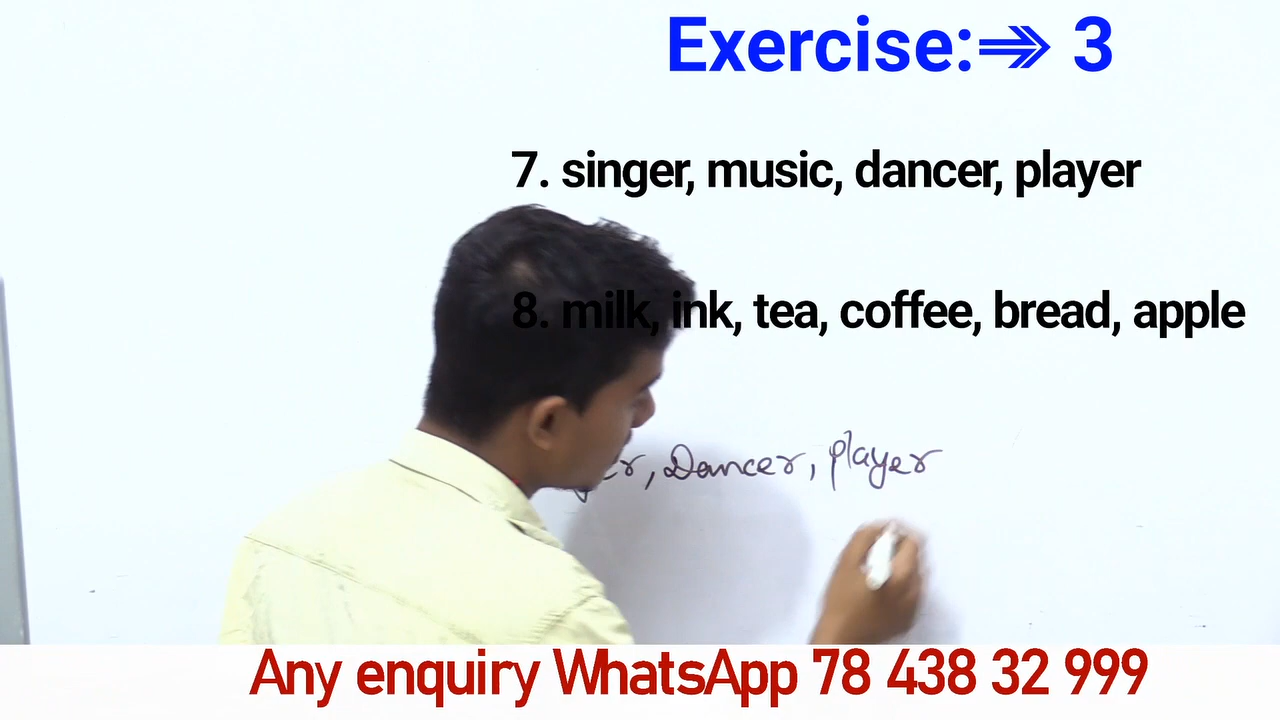 Exercise:⇛ 3
7. singer, music, dancer, player
8. milk, ink, tea, coffee, bread, apple
, Dancer, player
Any enquiry WhatsApp 78 438 32 999